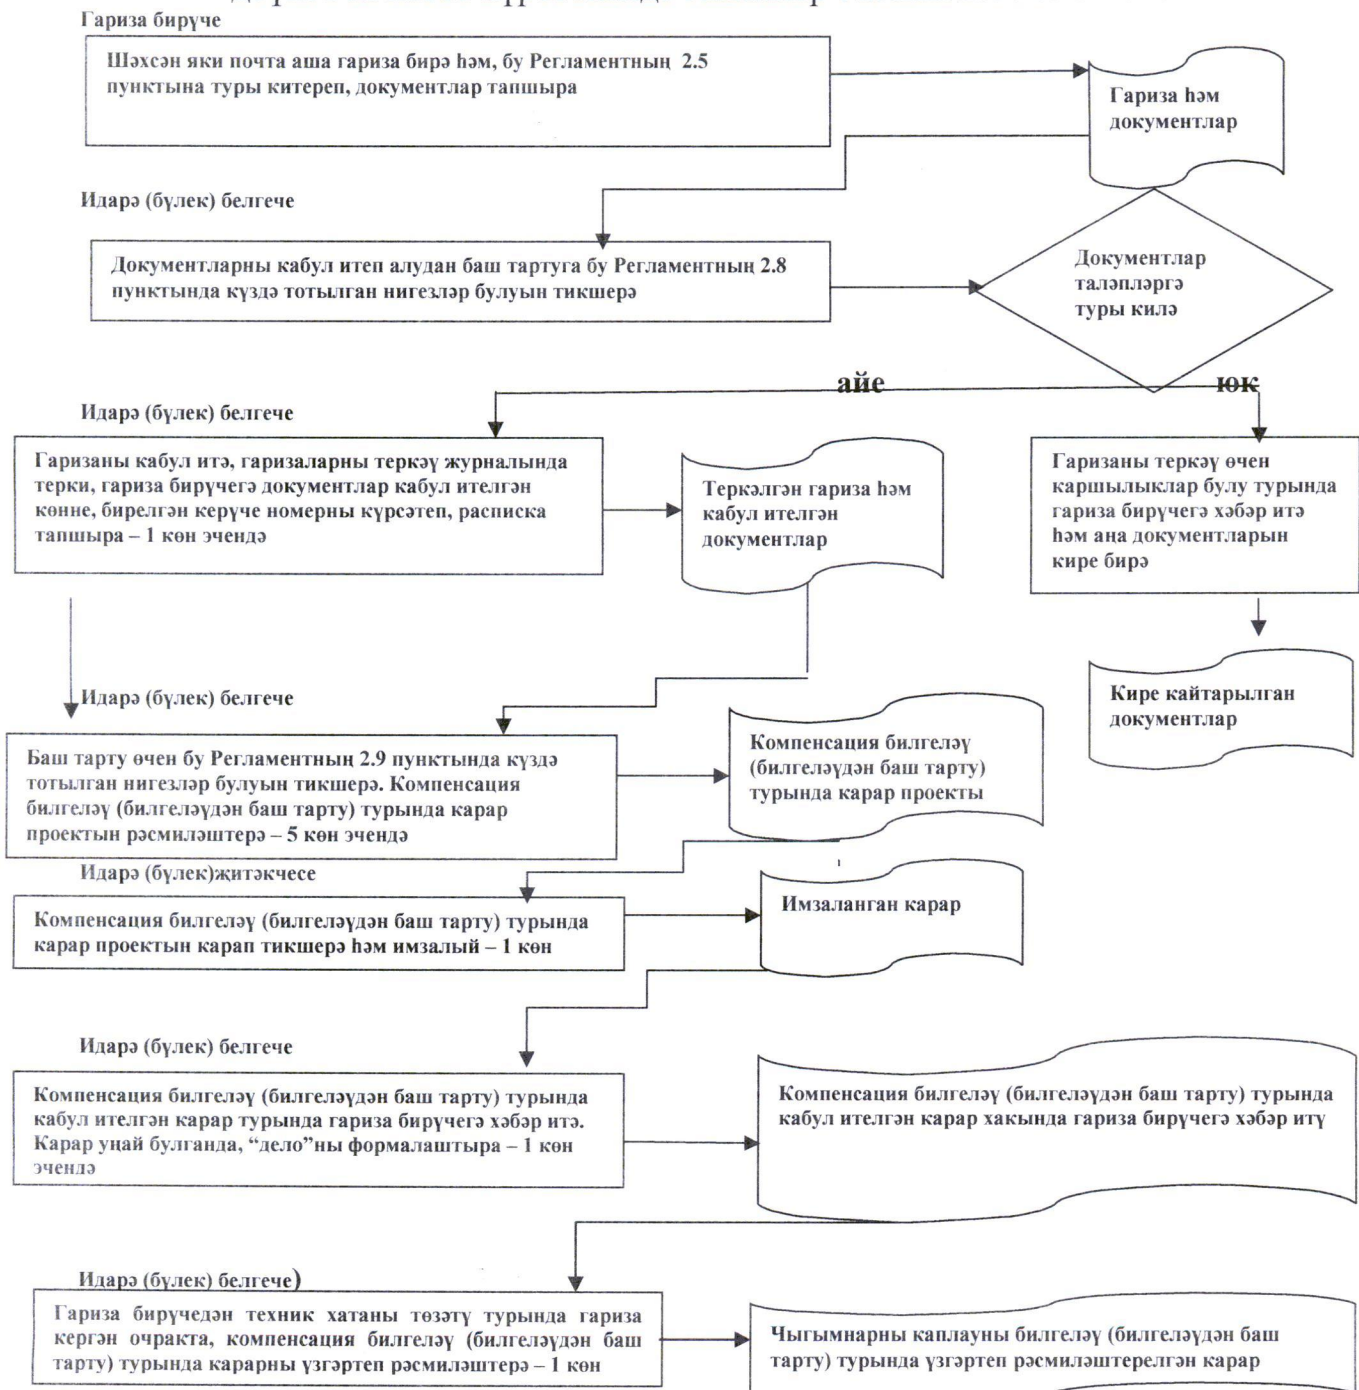 Гариза бирүче
Шәхсән яки почта аша гариза бирә һәм, бу Регламентның 2.5
пунктына туры китереп, документлар тапшыра
Гариза һәм
документлар
Идарә (бүлек) белгече
Документларны кабул итеп алудан баш тартуга бу Регламентның 2.8
пунктында күздә тотылган нигезләр булуын тикшерә
Документлар
таләпләргә
туры килә
айе
юк
Идарә (бүлек) белгече
Гаризаны кабул итә, гаризаларны теркәү журналында
терки, гариза бирүчегә документлар кабул ителгән
көнне, бирелгән керүче номерны күрсәтеп, расписка
тапшыра – 1 көн эчендә
Теркәлгән гариза һәм
кабул ителгән
документлар
Гаризаны теркәү өчен
каршылыклар булу турында
гариза бирүчегә хәбәр итә
һәм аңа документларын
кире бирә
Кире кайтарылган
документлар
Идарә (бүлек) белгече
Баш тарту өчен бу Регламентның 2.9 пунктында күздә
тотылган нигезләр булуын тикшерә. Компенсация
билгеләү (билгеләүдән баш тарту) турында карар
проектын рәсмиләштерә – 5 көн эчендә
Компенсация билгеләү
(билгеләүдән баш тарту)
турында карар проекты
Идарә (бүлек)җитәкчесе
Компенсация билгеләү (билгеләүдән баш тарту) турында
карар проектын карап тикшерә һәм имзалый – 1 көн
Имзаланган карар
Идарә (бүлек) белгече
Компенсация билгеләү (билгеләүдән баш тарту) турында
кабул ителгән карар турында гариза бирүчегә хәбәр итә.
Карар уңай булганда, “дело”ны формалаштыра – 1 көн
эчендә
Компенсация билгеләү (билгеләүдән баш тарту) турында
кабул ителгән карар хакында гариза бирүчегә хәбәр итү
Идарә (бүлек) белгече)
Гариза бирүчедән техник хатаны төзәтү турында гариза
кергән очракта, компенсация билгеләү (билгеләүдән баш
тарту) турында карарны үзгәртеп рәсмиләштерә – 1 көн
Чыгымнарны каплауны билгеләү (билгеләүдән баш
тарту) турында үзгәртеп рәсмиләштерелгән карар